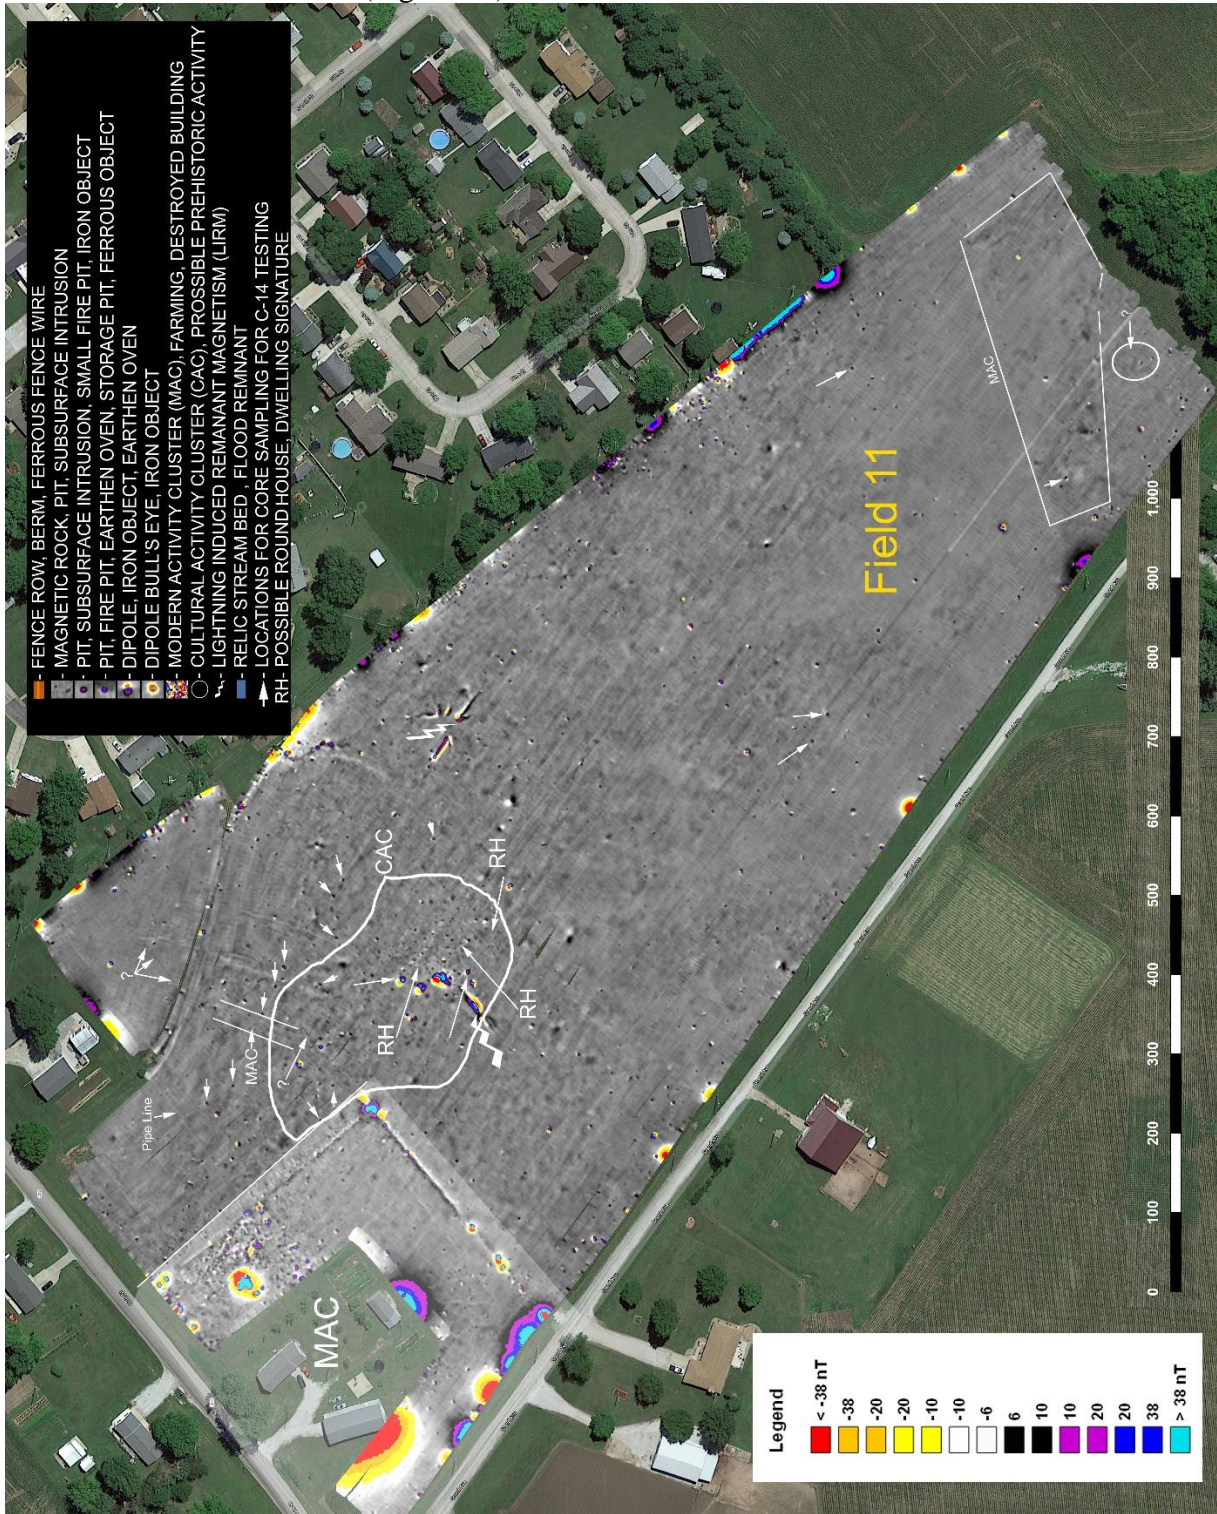 - FENCE ROW, BERM, FERROUS FENCE WIRE
- MAGNETIC ROCK, PIT, SUBSURFACE INTRUSION
- PIT, SUBSURFACE INTRUSION, SMALL FIRE PIT, IRON OBJECT
- PIT, FIRE PIT, EARTHEN OVEN, STORAGE PIT, FERROUS OBJECT
- DIPOLE, IRON OBJECT, EARTHEN OVEN
- DIPOLE BULLS EYE, IRON OBJECT
- MODERN ACTIVITY CLUSTER (MAC), FARMING, DESTROYED BUILDING
- CULTURAL ACTIVITY CLUSTER (CAC), PROSSIBLE PREHISTORIC ACTIVITY
- LIGHTNING INDUCED REMANANT MAGNETISM (LIRM)
- RELIC STREAM BED , FLOOD REMNANT
- LOCATIONS FOR CORE SAMPLING FOR C-14 TESTING
RH- POSSIBLE ROUND HOUSE, DWELLING SIGNATURE
Pipe Line
MAC
?
?
CAC
RH
RH
RH
MAC
Field 11
MAC
?
Legend
< -38 nT
-38
-20
-20
-10
-10
-6
6
10
10
20
20
38
> 38 nT
0 100 200 300 400 500 600 700 800 900 1,000